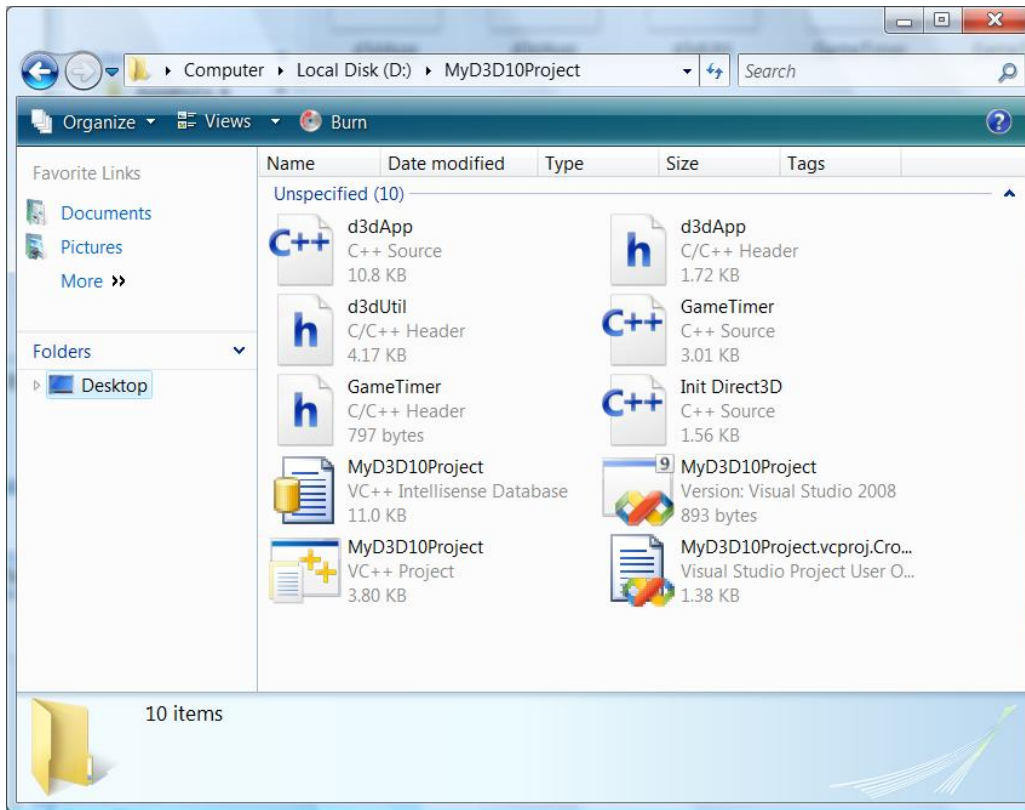 Computer Local Disk (D:) MyD3D10Project Search
Organize Views Burn
Favorite Links
Documents
Pictures
More
Folders
Desktop
Name Date modified Type Size Tags
Unspecified (10)
C++
d3dApp
C++ Source
10.8 KB
h
d3dApp
C/C++ Header
1.72 KB
h
d3dUtil
C/C++ Header
4.17 KB
C++
GameTimer
C++ Source
3.01 KB
h
GameTimer
C/C++ Header
797 bytes
C++
Init Direct3D
C++ Source
1.56 KB
MyD3D10Project
VC++ Intellisense Database
11.0 KB
9
MyD3D10Project
Version: Visual Studio 2008
893 bytes
MyD3D10Project
VC++ Project
3.80 KB
MyD3D10Project.vcproj.Cro...
Visual Studio Project User O...
1.38 KB
10 items